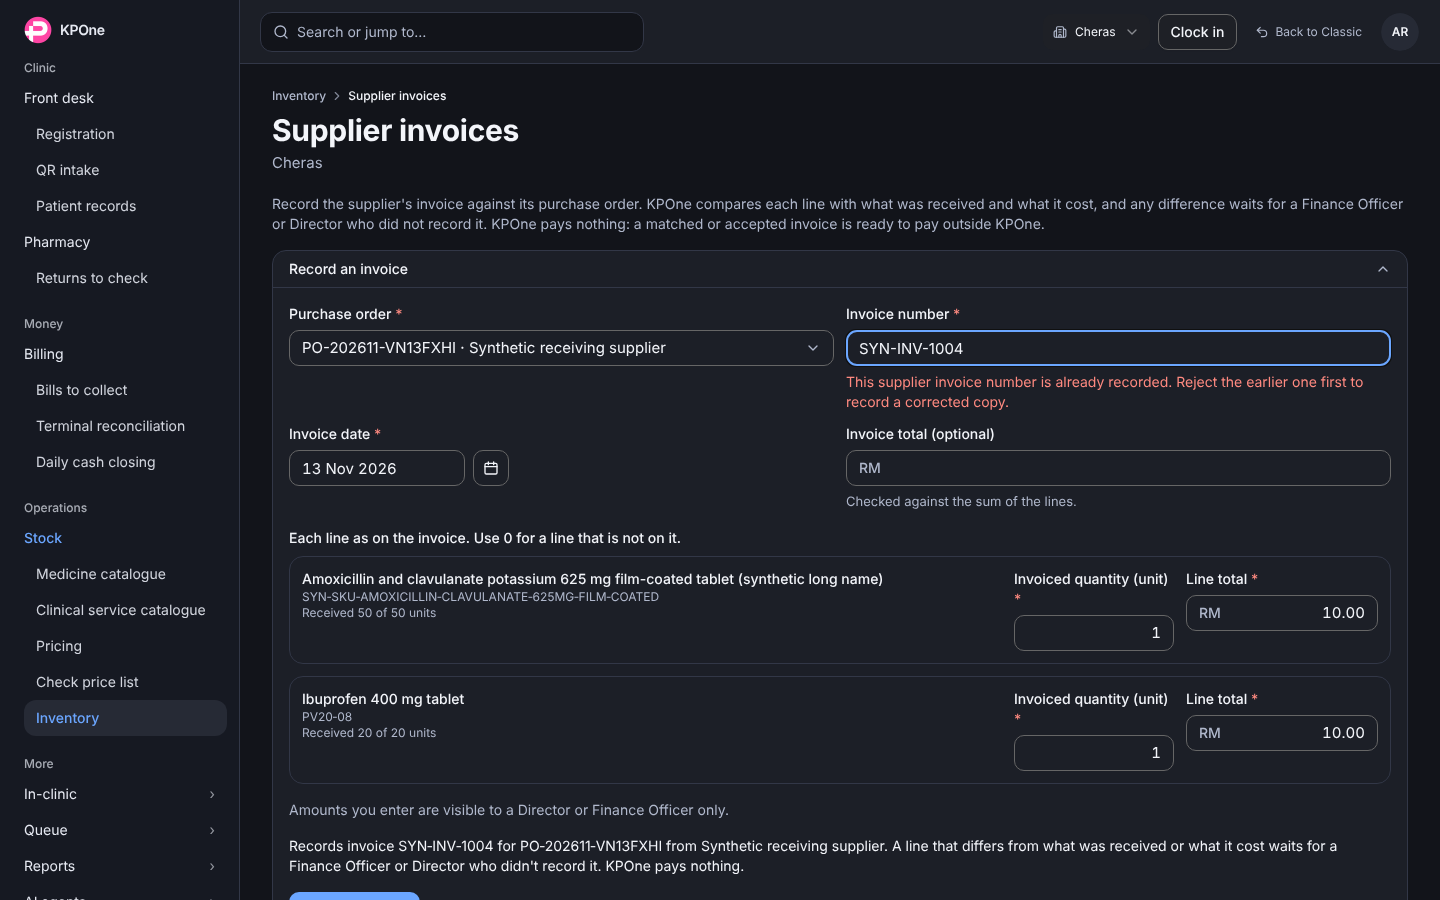 KPOne
Search or jump to...
Cheras
Clock in
Back to Classic
AR
Clinic
Front desk
Registration
QR intake
Patient records
Pharmacy
Returns to check
Money
Billing
Bills to collect
Terminal reconciliation
Daily cash closing
Operations
Stock
Medicine catalogue
Clinical service catalogue
Pricing
Check price list
Inventory
More
In-clinic
Queue
Reports
Inventory > Supplier invoices
Supplier invoices
Cheras
Record the supplier's invoice against its purchase order. KPOne compares each line with what was received and what it cost, and any difference waits for a Finance Officer
or Director who did not record it. KPOne pays nothing: a matched or accepted invoice is ready to pay outside KPOne.
Record an invoice
Purchase order *
PO-202611-VN13FXHI · Synthetic receiving supplier
Invoice number *
SYN-INV-1004
This supplier invoice number is already recorded. Reject the earlier one first to
record a corrected copy.
Invoice date *
13 Nov 2026
Invoice total (optional)
RM
Checked against the sum of the lines.
Each line as on the invoice. Use 0 for a line that is not on it.
Amoxicillin and clavulanate potassium 625 mg film-coated tablet (synthetic long name)
SYN-SKU-AMOXICILLIN-CLAVULANATE-625MG-FILM-COATED
Received 50 of 50 units
Invoiced quantity (unit)
*
1
Line total *
RM 10.00
Ibuprofen 400 mg tablet
PV20-08
Received 20 of 20 units
Invoiced quantity (unit)
*
1
Line total *
RM 10.00
Amounts you enter are visible to a Director or Finance Officer only.
Records invoice SYN-INV-1004 for PO-202611-VN13FXHI from Synthetic receiving supplier. A line that differs from what was received or what it cost waits for a
Finance Officer or Director who didn't record it. KPOne pays nothing.